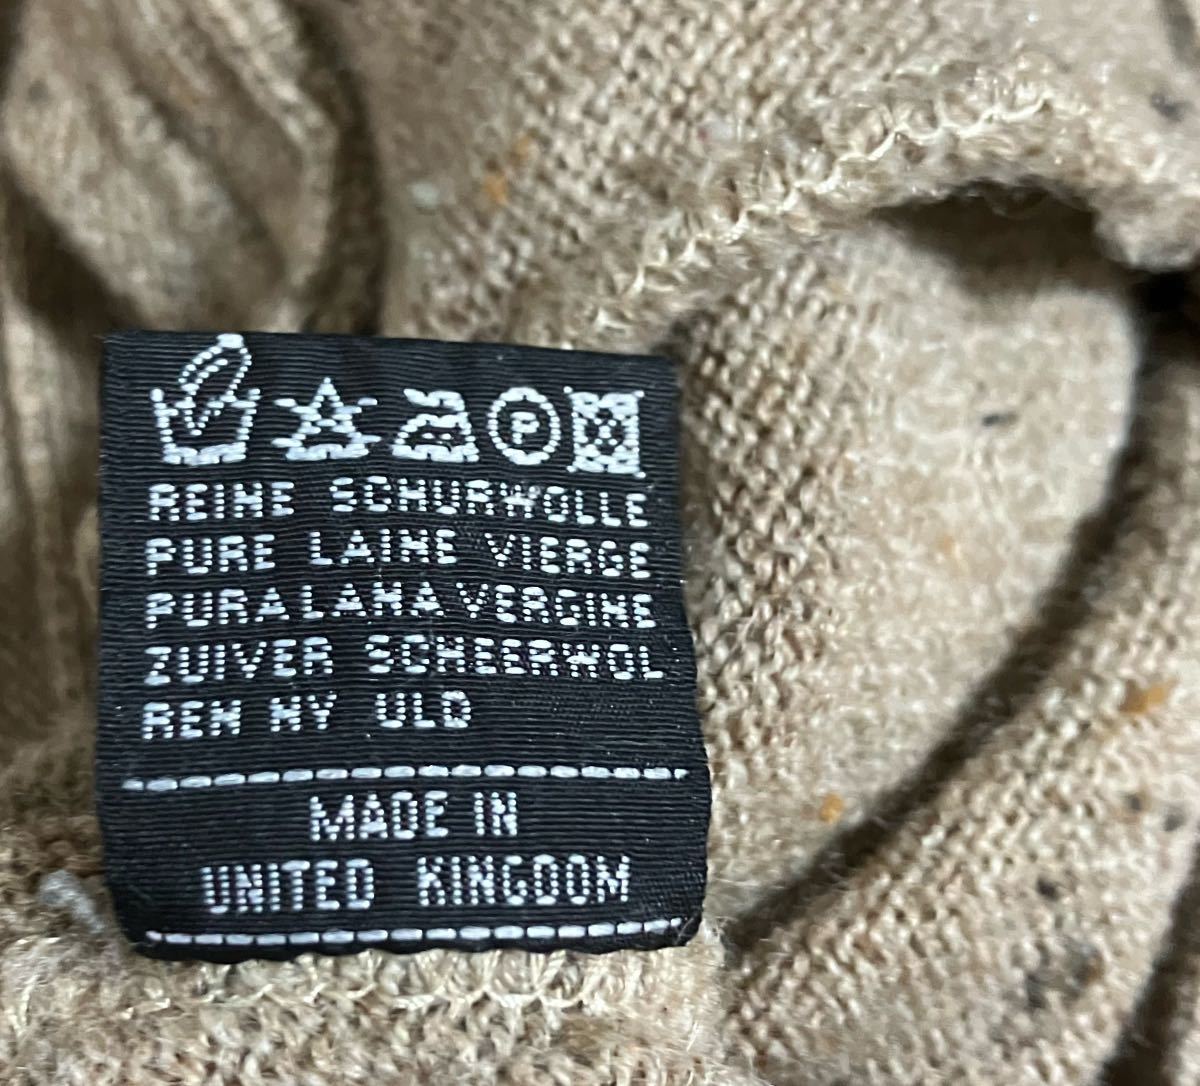 P
REINE SCHURWOLLE
PURE LAINE VIERGE
PURA LANA VERGINE
ZUIVER SCHEERWOL
REN NY ULD
MADE IN
UNITED KINGDOM